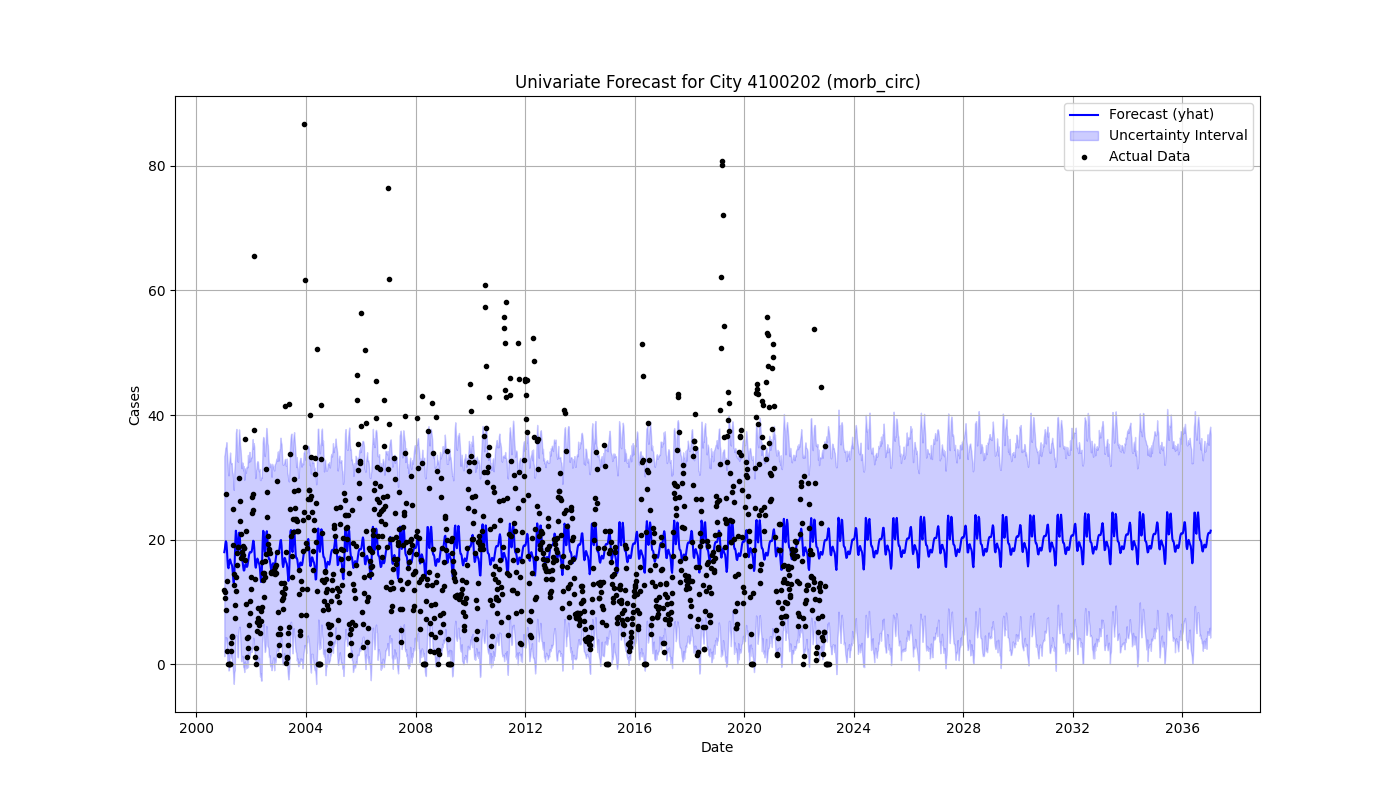 Univariate Forecast for City 4100202 (morb_circ)
Forecast (yhat)
Uncertainty Interval
Actual Data
Cases
80
60
40
20
0
2000 2004 2008 2012 2016 2020 2024 2028 2032 2036
Date